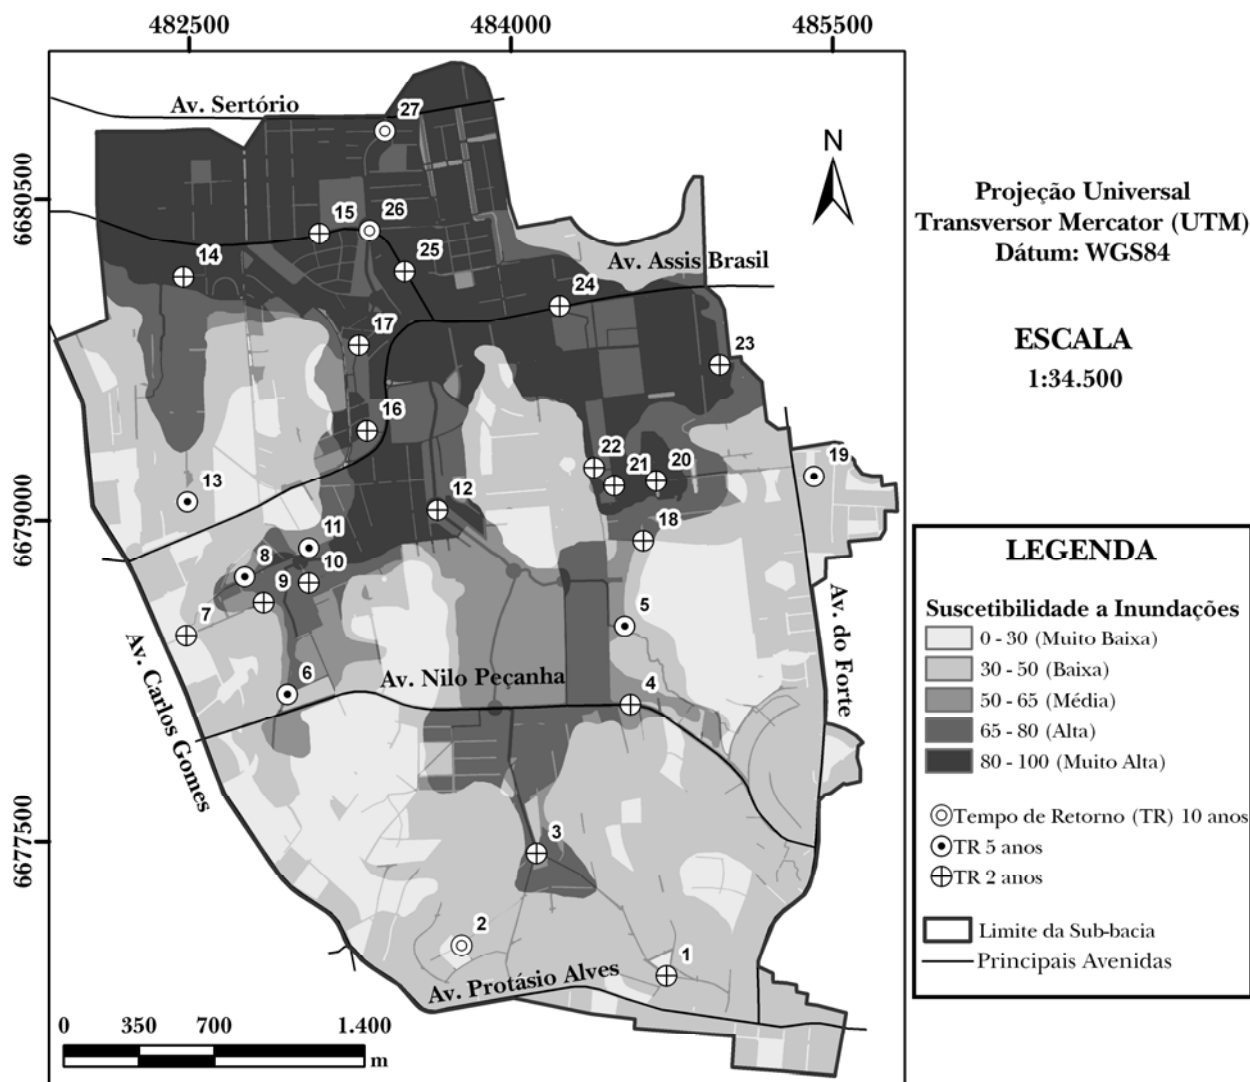 482500
484000
485500
6680500
6679000
6677500
Av. Sertório
27
N
15
26
14
25
Av. Assis Brasil
24
17
23
16
22
21
20
19
13
12
18
11
8
10
9
7
5
Av. do Forte
Av. Carlos Gomes
6
Av. Nilo Peçanha
4
3
2
1
Av. Protásio Alves
0 350 700 1.400
m
Projeção Universal
Transversor Mercator (UTM)
Dátum: WGS84
ESCALA
1:34.500
LEGENDA
Suscetibilidade a Inundações
0 - 30 (Muito Baixa)
30 - 50 (Baixa)
50 - 65 (Média)
65 - 80 (Alta)
80 - 100 (Muito Alta)
Tempo de Retorno (TR) 10 anos
TR 5 anos
TR 2 anos
Limite da Sub-bacia
Principais Avenidas